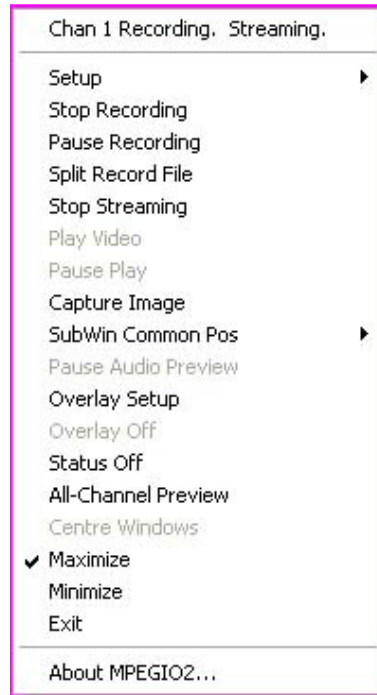 Chan 1 Recording.  Streaming.
Setup
Stop Recording
Pause Recording
Split Record File
Stop Streaming
Play Video
Pause Play
Capture Image
SubWin Common Pos
Pause Audio Preview
Overlay Setup
Overlay Off
Status Off
All-Channel Preview
Centre Windows
Maximize
Minimize
Exit
About MPEGIO2...